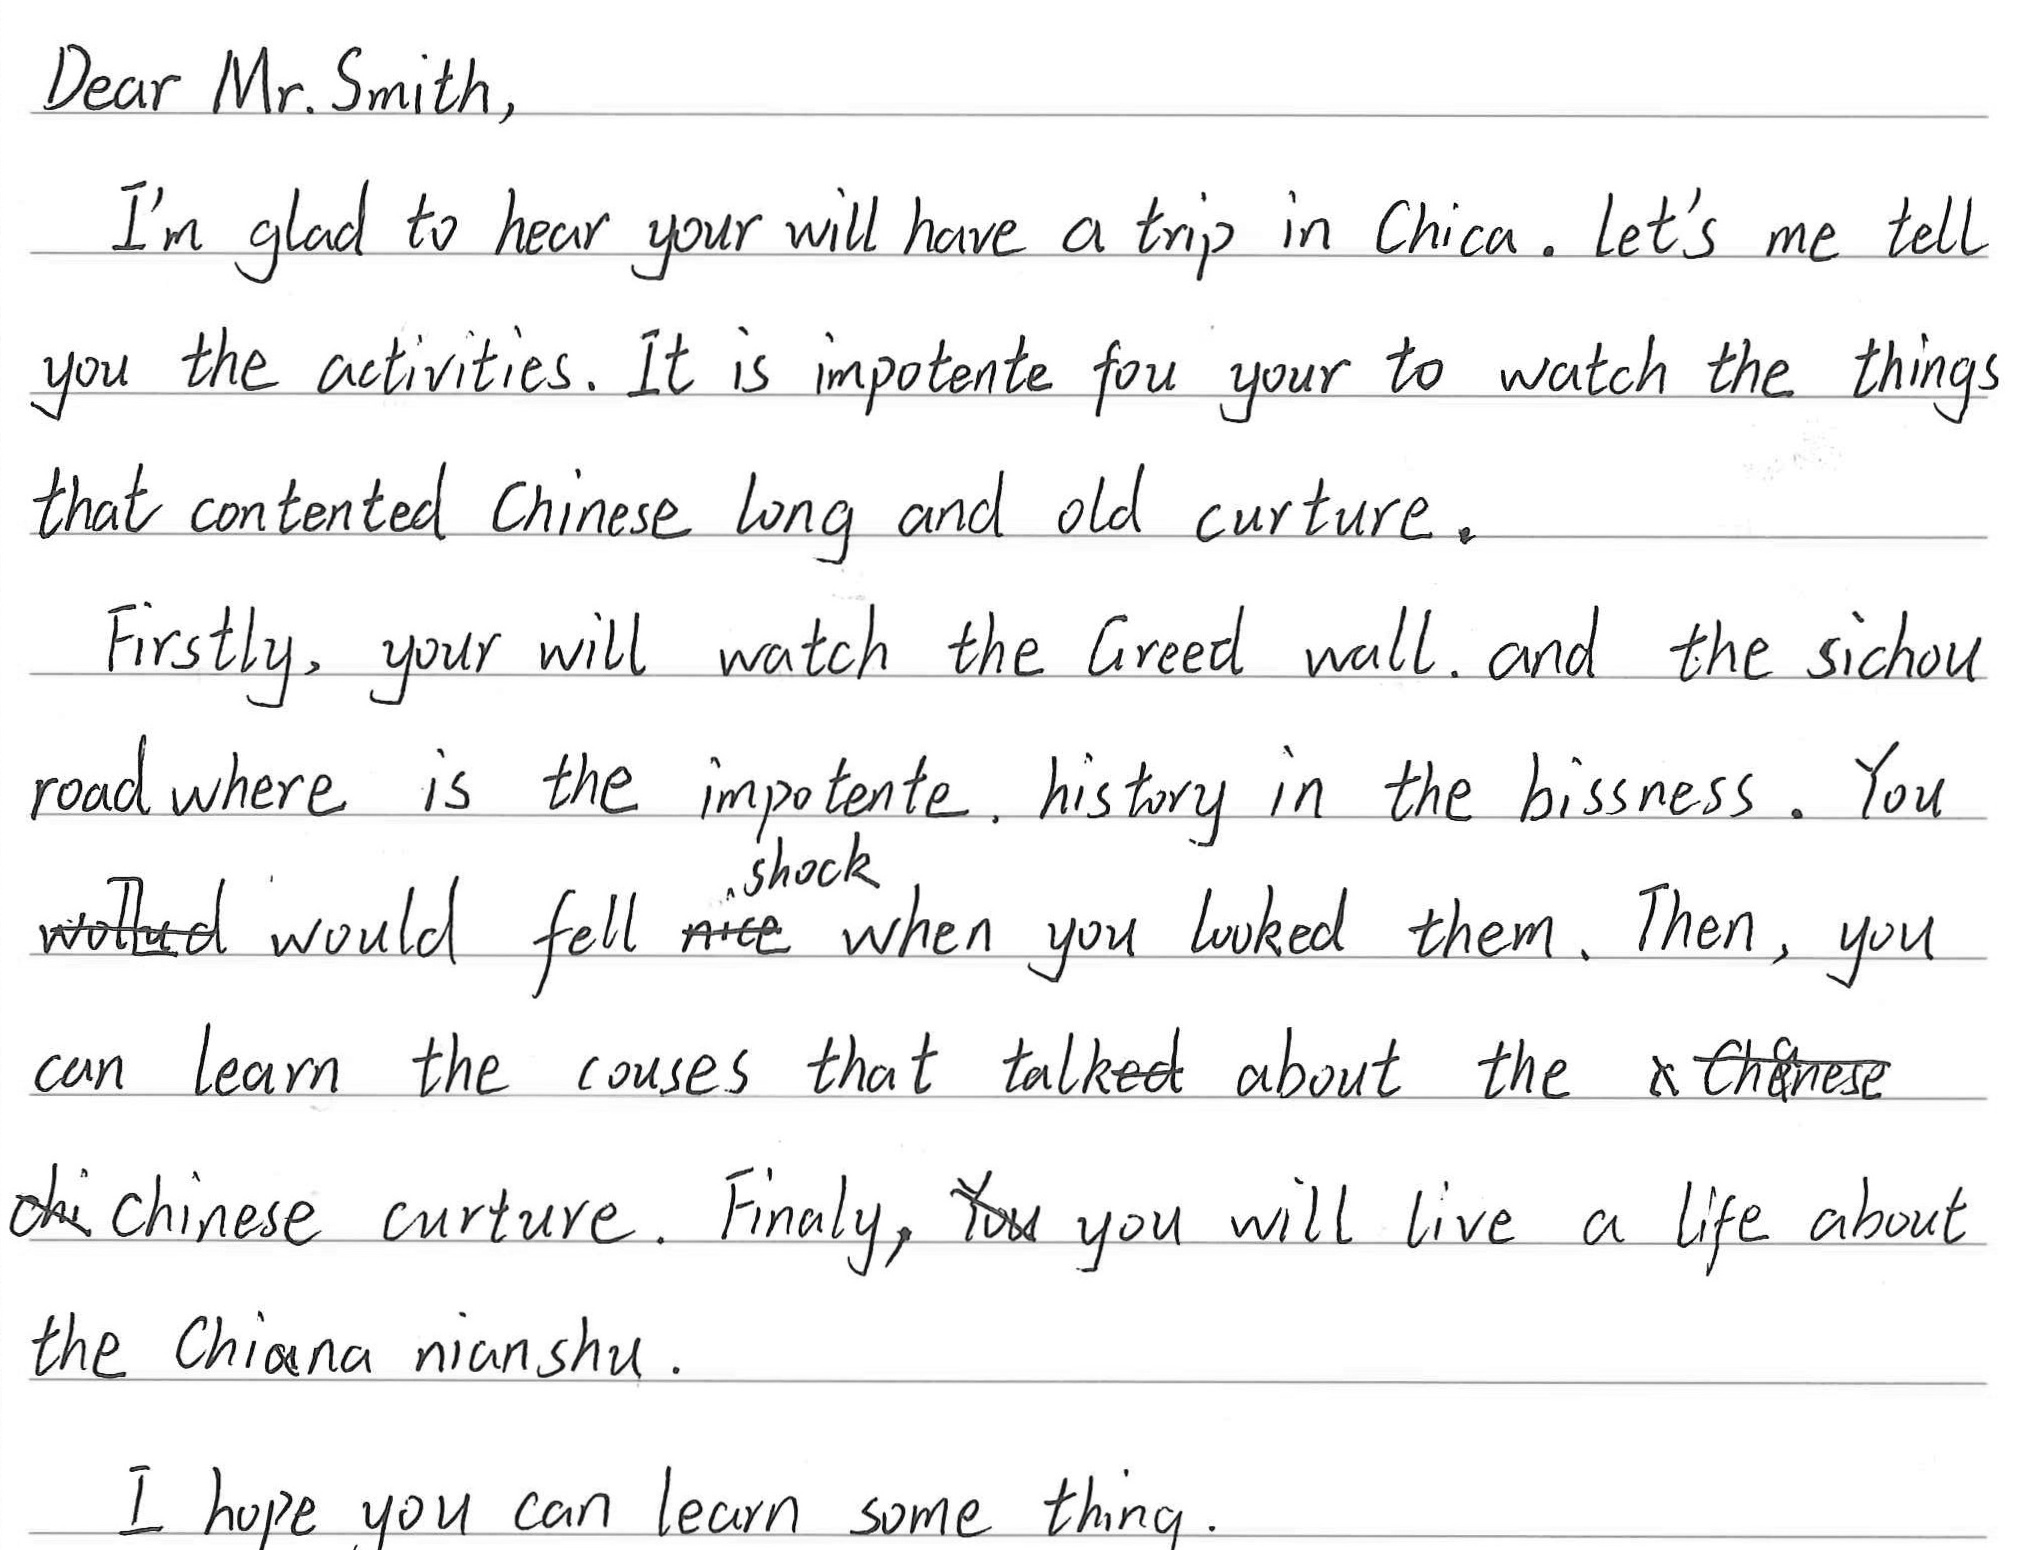 Dear Mr. Smith,
I'm glad to hear your will have a trip in Chica. let's me tell
you the activities. It is impotente fou your to watch the things
that contented Chinese long and old curture.
Firstly, your will watch the Greed wall. and the sichou
road where is the impotente. history in the bissness. You
would fell shock when you looked them. Then, you
can learn the couses that talk about the
chinese curture. Finaly, you will live a life about
the Chiana nianshu.
I hope you can learn some thing.